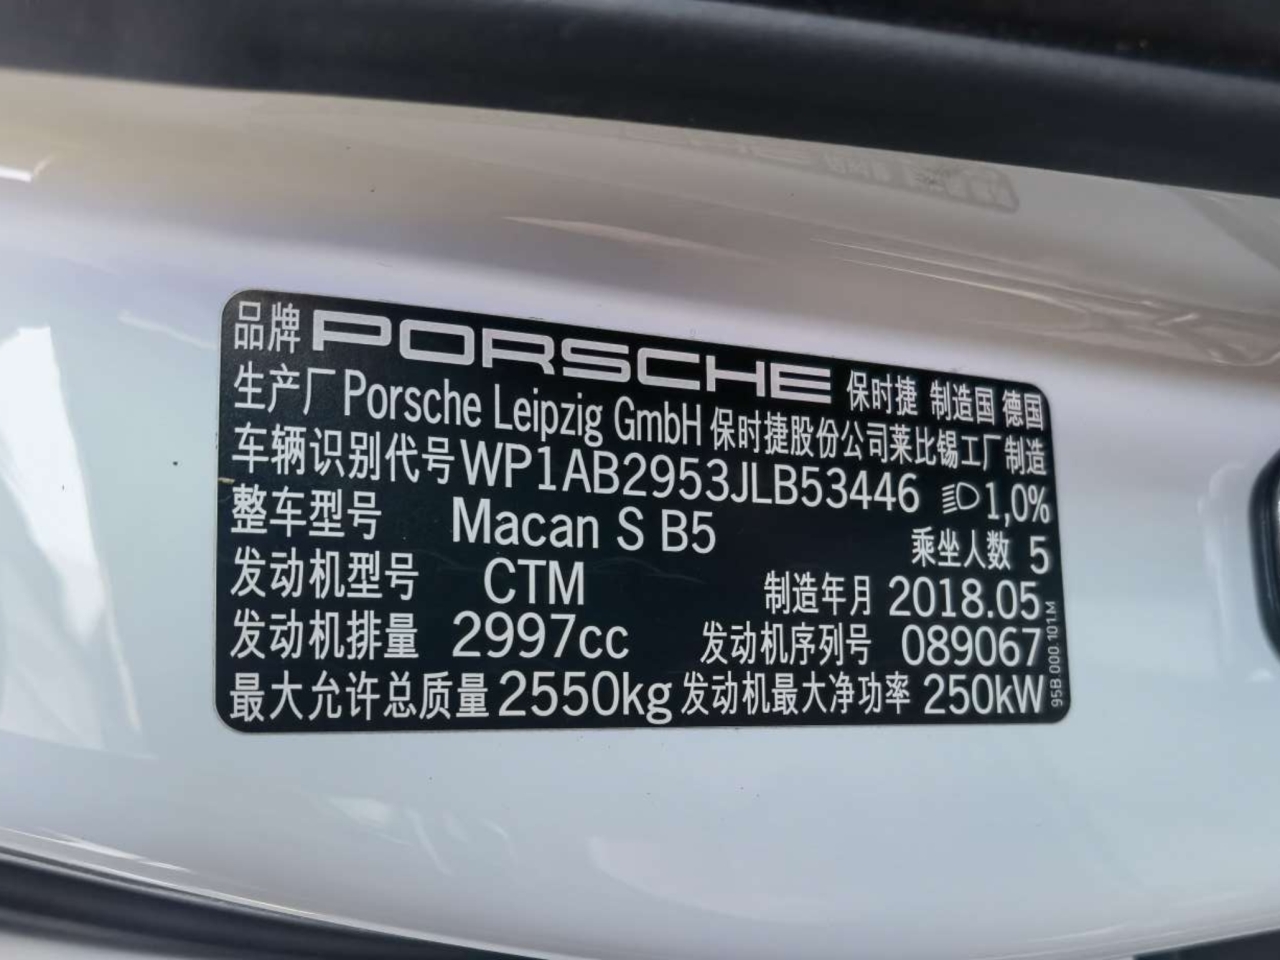 品牌 PORSCHE 保时捷 制造国 德国
生产厂 Porsche Leipzig GmbH 保时捷股份公司莱比锡工厂制造
车辆识别代号 WP1AB2953JLB53446 1,0%
整车型号 Macan S B5 乘坐人数 5
发动机型号 CTM 制造年月 2018.05
发动机排量 2997cc 发动机序列号 089067
最大允许总质量 2550kg 发动机最大净功率 250kW
95B.000.101.M